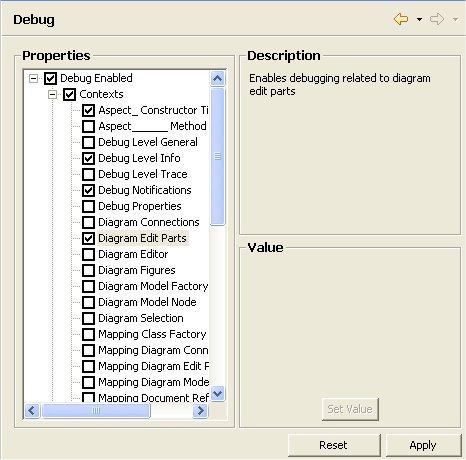 Debug
Properties
Debug Enabled
Contexts
Aspect_ Constructor Ti
Aspect______ Method
Debug Level General
Debug Level Info
Debug Level Trace
Debug Notifications
Debug Properties
Diagram Connections
Diagram Edit Parts
Diagram Editor
Diagram Figures
Diagram Model Factory
Diagram Model Node
Diagram Selection
Mapping Class Factory
Mapping Diagram Conn
Mapping Diagram Edit F
Mapping Diagram Mode
Mapping Document Ref
Description
Enables debugging related to diagram
edit parts
Value
Set Value
Reset
Apply